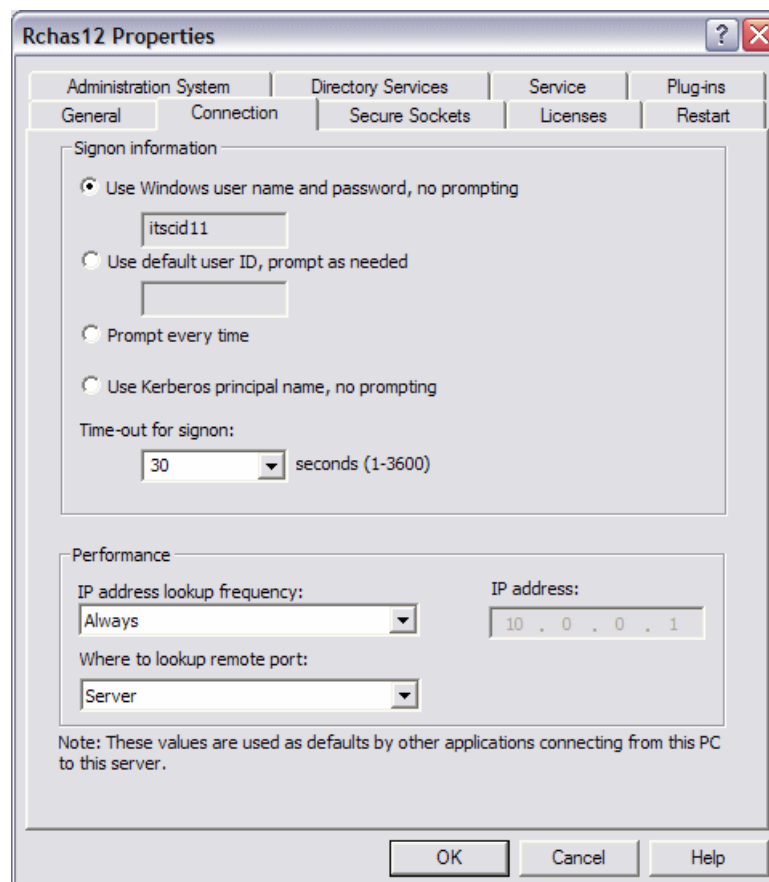 Rchas12 Properties
Administration System Directory Services Service Plug-ins
General Connection Secure Sockets Licenses Restart
Signon information
Use Windows user name and password, no prompting
itscid11
Use default user ID, prompt as needed
Prompt every time
Use Kerberos principal name, no prompting
Time-out for signon:
30 seconds (1-3600)
Performance
IP address lookup frequency: IP address:
Always 10 . 0 . 0 . 1
Where to lookup remote port:
Server
Note: These values are used as defaults by other applications connecting from this PC
to this server.
OK Cancel Help